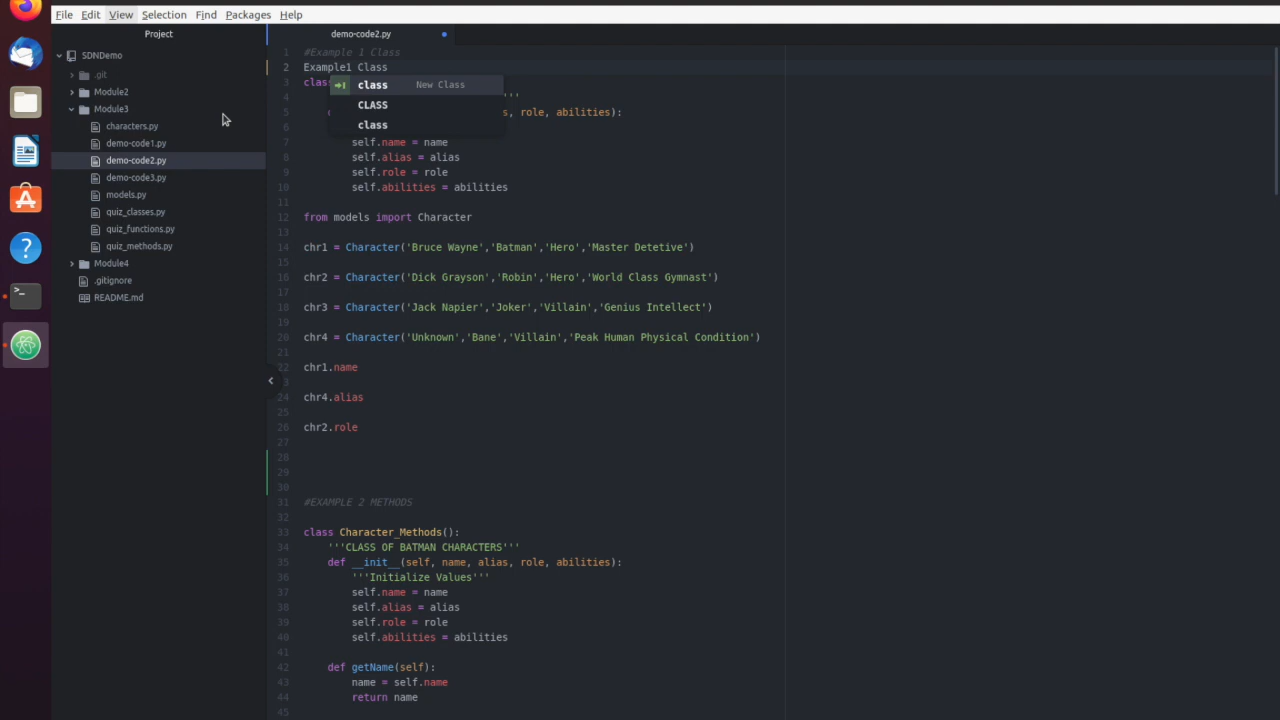 File Edit View Selection Find Packages Help
Project
demo-code2.py
SDNDemo
.git
Module2
Module3
characters.py
demo-code1.py
demo-code2.py
demo-code3.py
models.py
quiz_classes.py
quiz_functions.py
quiz_methods.py
Module4
.gitignore
README.md
1 #Example 1 Class
2 Example1 Class
3 clas
class New Class
CLASS
class
4 '''
5 s, role, abilities):
6
7 self.name = name
8 self.alias = alias
9 self.role = role
10 self.abilities = abilities
11
12 from models import Character
13
14 chr1 = Character('Bruce Wayne','Batman','Hero','Master Detetive')
15
16 chr2 = Character('Dick Grayson','Robin','Hero','World Class Gymnast')
17
18 chr3 = Character('Jack Napier','Joker','Villain','Genius Intellect')
19
20 chr4 = Character('Unknown','Bane','Villain','Peak Human Physical Condition')
21
22 chr1.name
3
24 chr4.alias
25
26 chr2.role
27
28
29
30
31 #EXAMPLE 2 METHODS
32
33 class Character_Methods():
34 '''CLASS OF BATMAN CHARACTERS'''
35 def __init__(self, name, alias, role, abilities):
36 '''Initialize Values'''
37 self.name = name
38 self.alias = alias
39 self.role = role
40 self.abilities = abilities
41
42 def getName(self):
43 name = self.name
44 return name
45